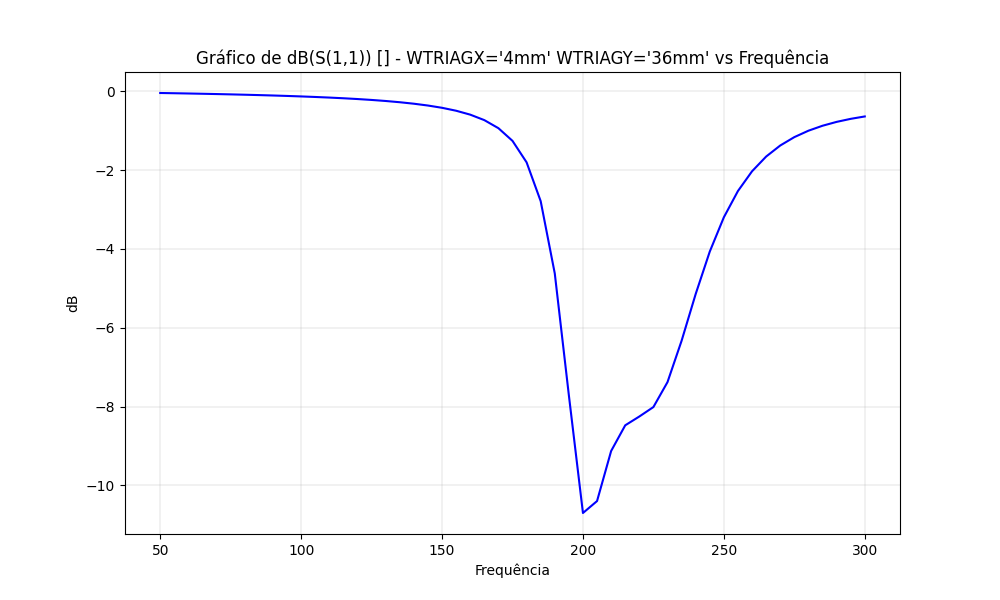 Gráfico de dB(S(1,1)) [] - WTRIAGX='4mm' WTRIAGY='36mm' vs Frequência
0
−2
−4
−6
−8
−10
dB
50 100 150 200 250 300
Frequência